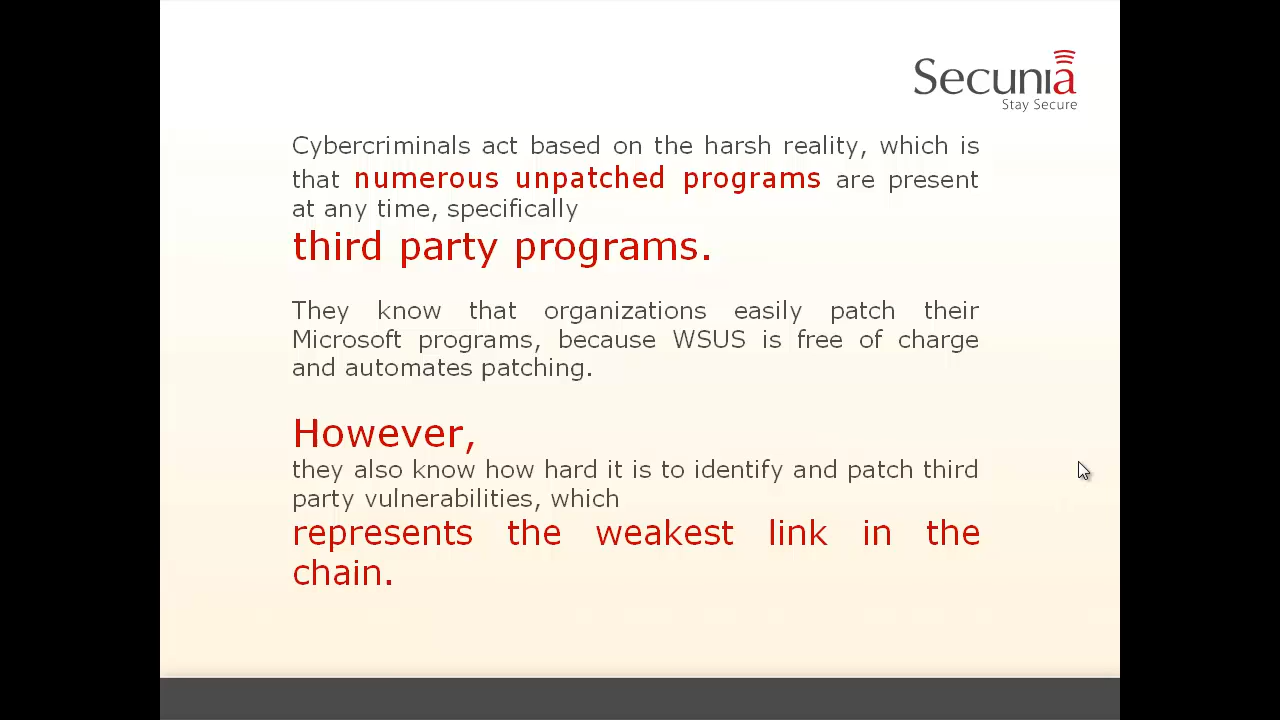 Secunia
Stay Secure
Cybercriminals act based on the harsh reality, which is
that numerous unpatched programs are present
at any time, specifically
third party programs.
They know that organizations easily patch their
Microsoft programs, because WSUS is free of charge
and automates patching.
However,
they also know how hard it is to identify and patch third
party vulnerabilities, which
represents the weakest link in the
chain.